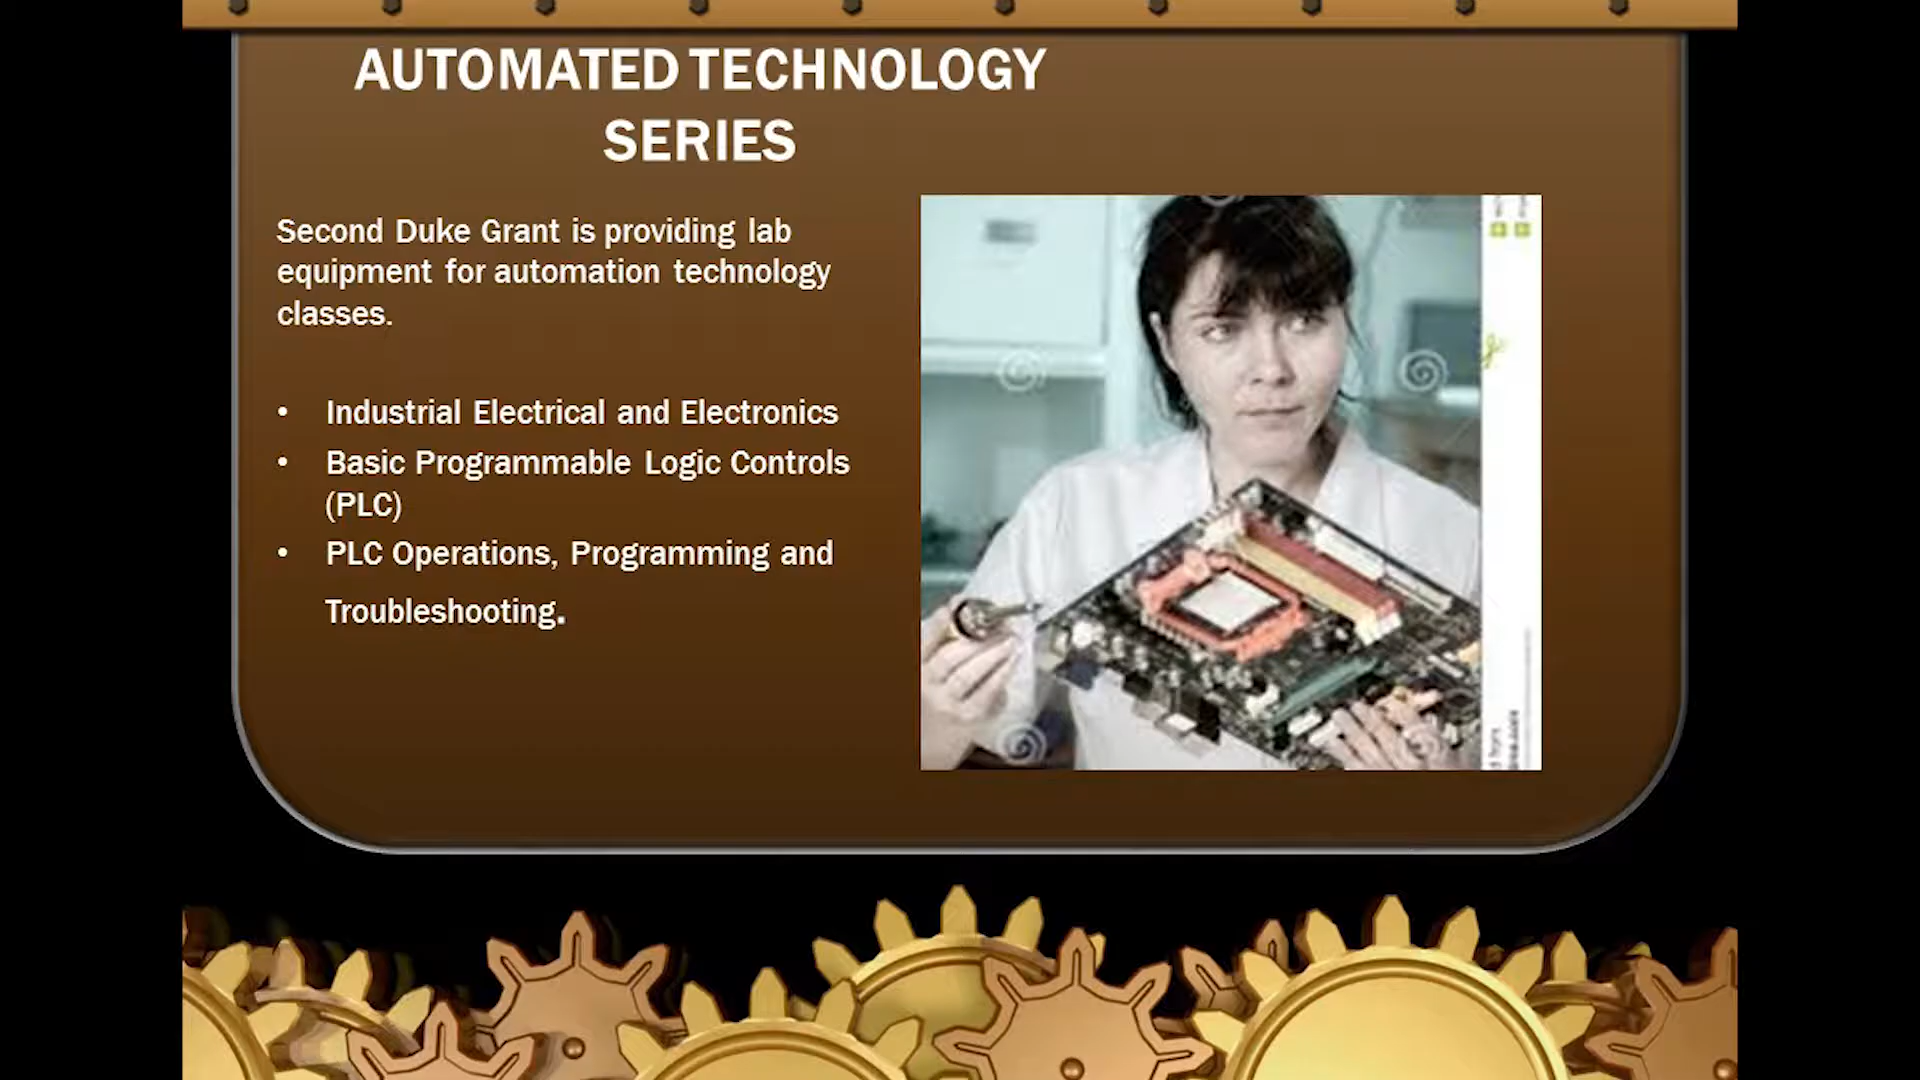 AUTOMATED TECHNOLOGY
SERIES
Second Duke Grant is providing lab
equipment for automation technology
classes.
• Industrial Electrical and Electronics
• Basic Programmable Logic Controls
(PLC)
• PLC Operations, Programming and
Troubleshooting.